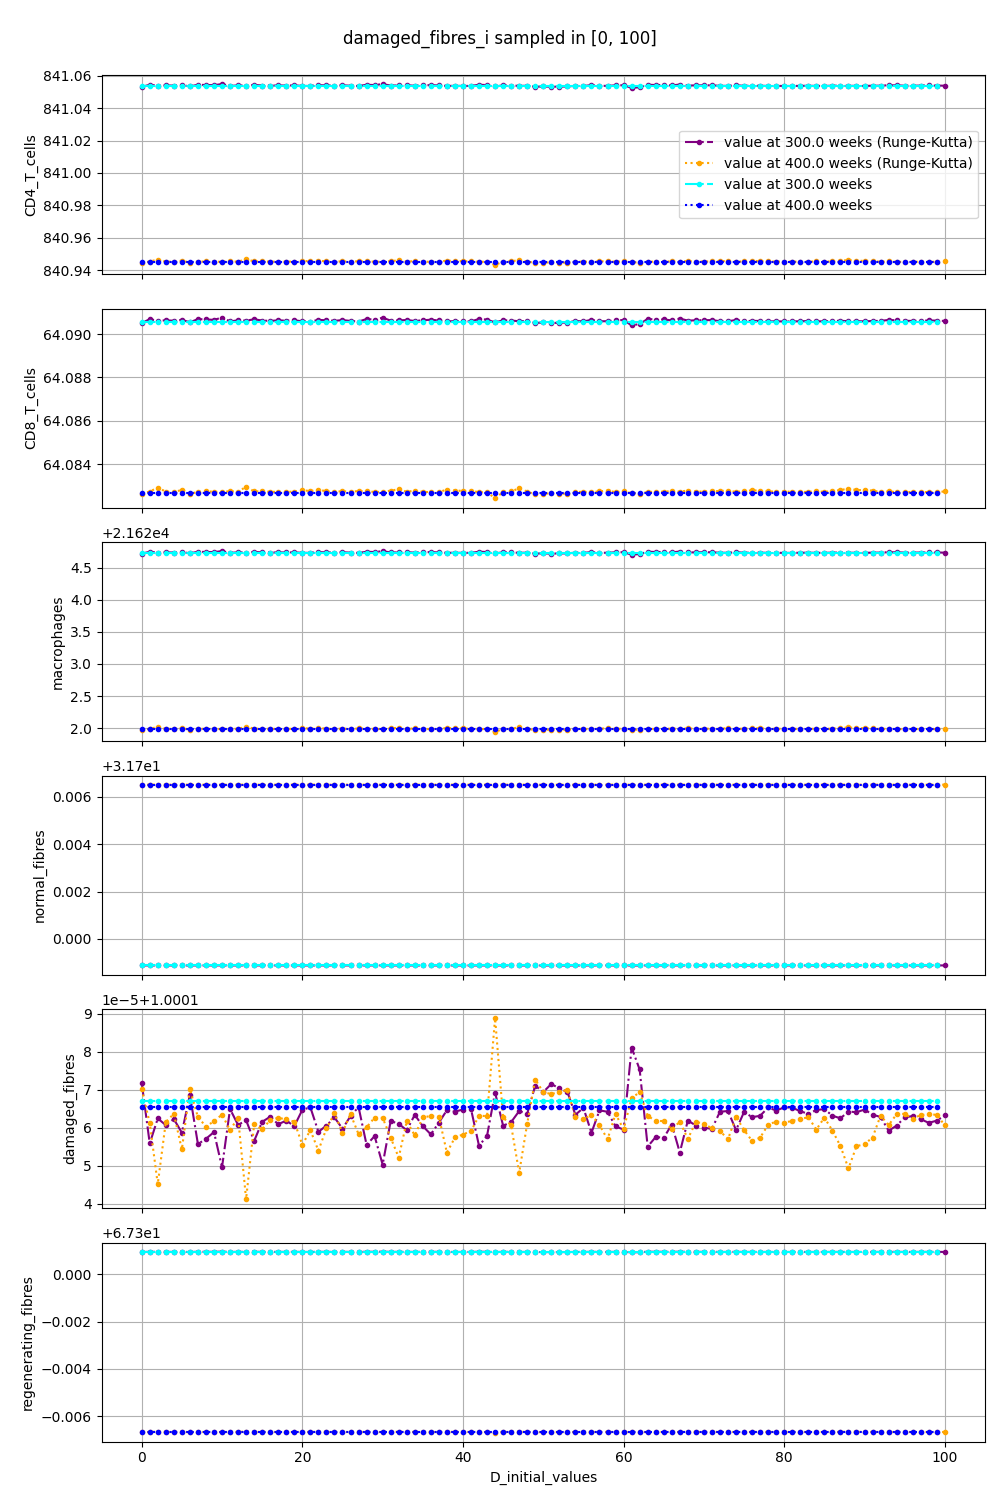 damaged_fibres_i sampled in [0, 100]
841.06
841.04
841.02
841.00
840.98
840.96
840.94
CD4_T_cells
value at 300.0 weeks (Runge-Kutta)
value at 400.0 weeks (Runge-Kutta)
value at 300.0 weeks
value at 400.0 weeks
64.090
64.088
64.086
64.084
CD8_T_cells
+2.162e4
4.5
4.0
3.5
3.0
2.5
2.0
macrophages
+3.17e1
0.006
0.004
0.002
0.000
normal_fibres
1e−5+1.0001
9
8
7
6
5
4
damaged_fibres
+6.73e1
0.000
−0.002
−0.004
−0.006
regenerating_fibres
0 20 40 60 80 100
D_initial_values